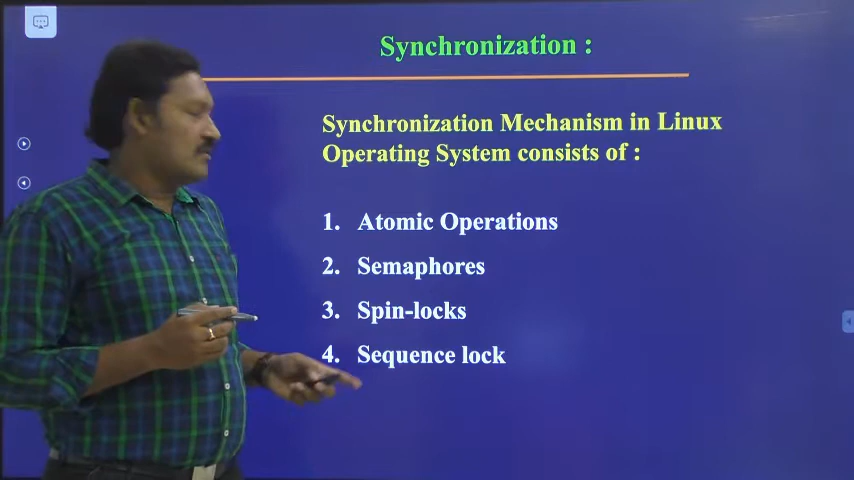 Synchronization :
Synchronization Mechanism in Linux
Operating System consists of :
1. Atomic Operations
2. Semaphores
3. Spin-locks
4. Sequence lock